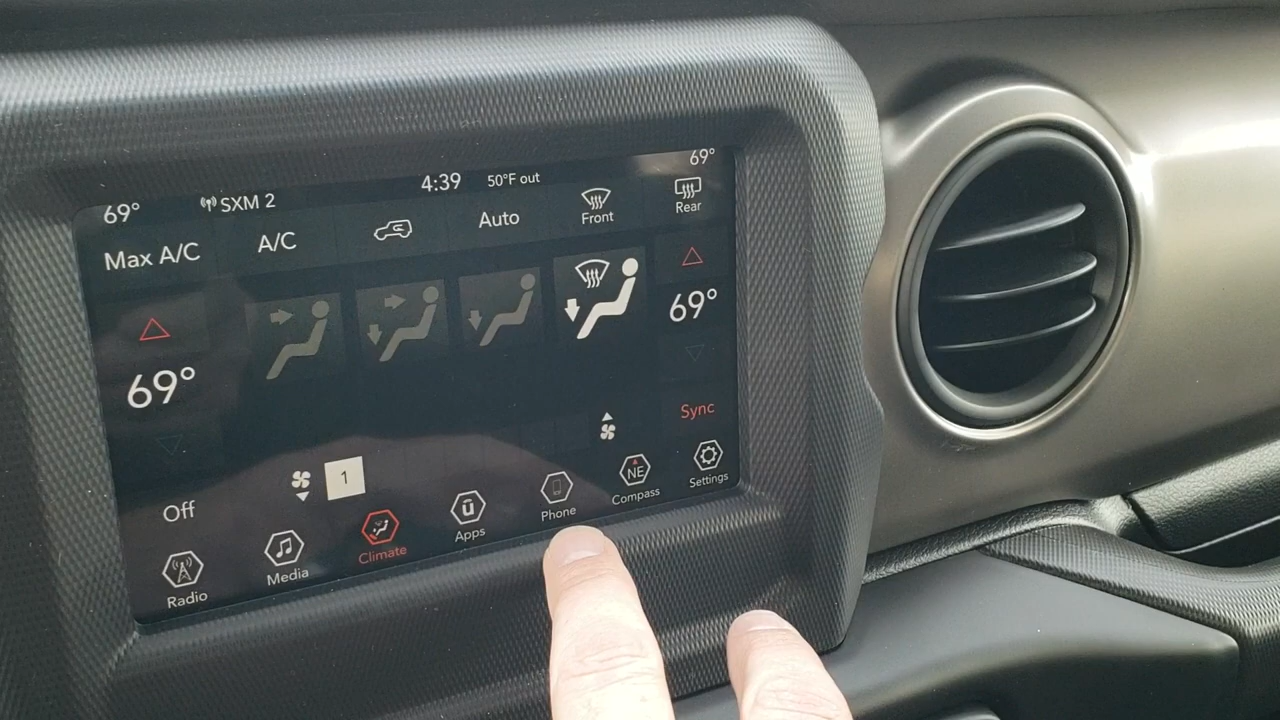 69° SXM 2 4:39 50°F out 69°
Max A/C A/C Auto Front Rear
69° 69°
Sync
Off 1
Radio Media Climate Apps Phone NE Compass Settings